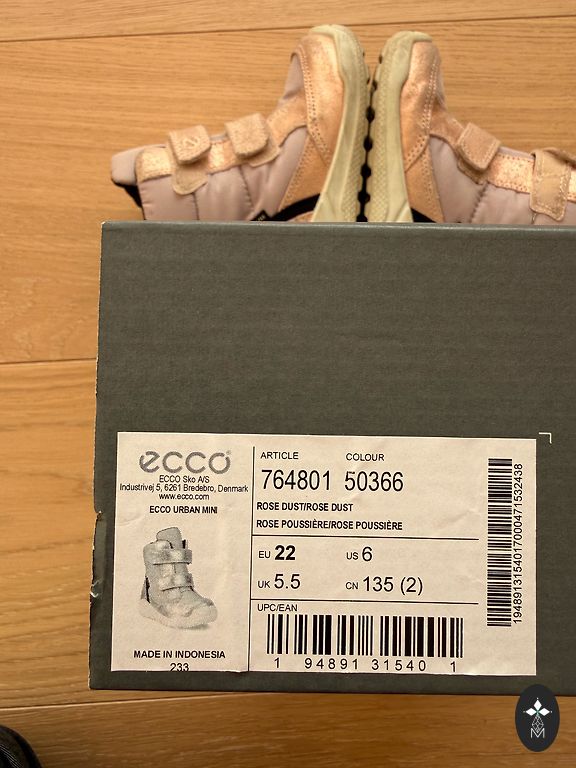 ecco
ECCO Sko A/S
Industrivej 5, 6261 Bredebro, Denmark
www.ecco.com
ECCO URBAN MINI
MADE IN INDONESIA
233
ARTICLE COLOUR
764801 50366
ROSE DUST/ROSE DUST
ROSE POUSSIÈRE/ROSE POUSSIÈRE
EU 22 US 6
UK 5.5 CN 135 (2)
UPC/EAN
1 94891 31540 1
1948913154017000471532438
M